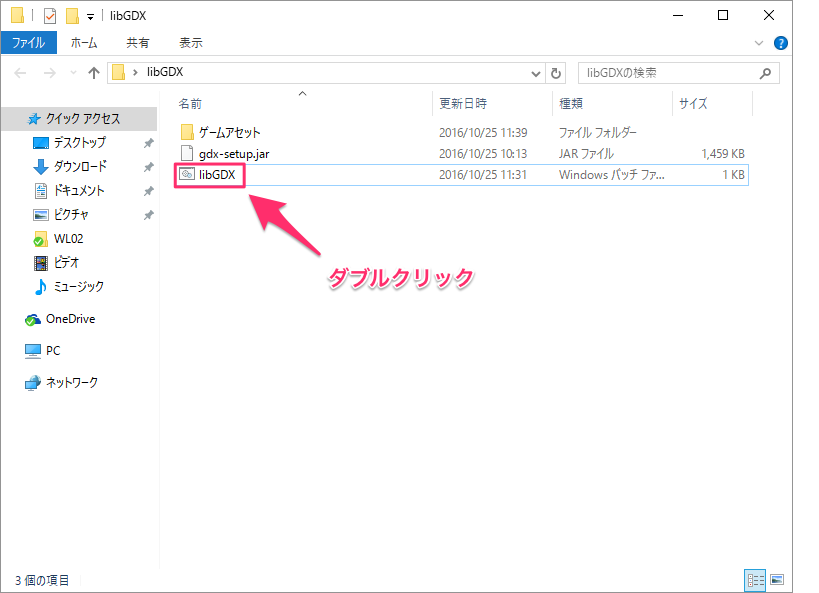 libGDX
ファイル ホーム 共有 表示
libGDX libGDXの検索
名前 更新日時 種類 サイズ
クイック アクセス
デスクトップ
ダウンロード
ドキュメント
ピクチャ
WL02
ビデオ
ミュージック
OneDrive
PC
ネットワーク
ゲームアセット 2016/10/25 11:39 ファイル フォルダー
gdx-setup.jar 2016/10/25 10:13 JAR ファイル 1,459 KB
libGDX 2016/10/25 11:31 Windows バッチ ファ... 1 KB
ダブルクリック
3 個の項目